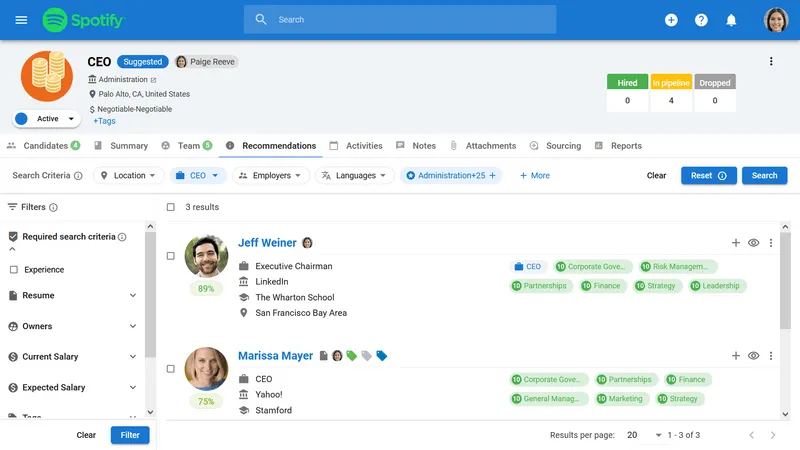 Spotify
Search
CEO Suggested Paige Reeve
Administration
Palo Alto, CA, United States
Negotiable-Negotiable
+Tags
Active
Hired In pipeline Dropped
0 4 0
Candidates 4 Summary Team 5 Recommendations Activities Notes Attachments Sourcing Reports
Search Criteria Location CEO Employers Languages Administration+25 + More Clear Reset Search
Filters
3 results
Required search criteria
Experience
Resume
Owners
Current Salary
Expected Salary
Tags
Clear Filter
Jeff Weiner
89%
Executive Chairman
LinkedIn
The Wharton School
San Francisco Bay Area
CEO 10 Corporate Gove... 10 Risk Managem...
10 Partnerships 10 Finance 10 Strategy 10 Leadership
Marissa Mayer
75%
CEO
Yahoo!
Stamford
10 Corporate Gove... 10 Partnerships 10 Finance
10 General Manag... 10 Marketing 10 Strategy
Results per page: 20 1 - 3 of 3